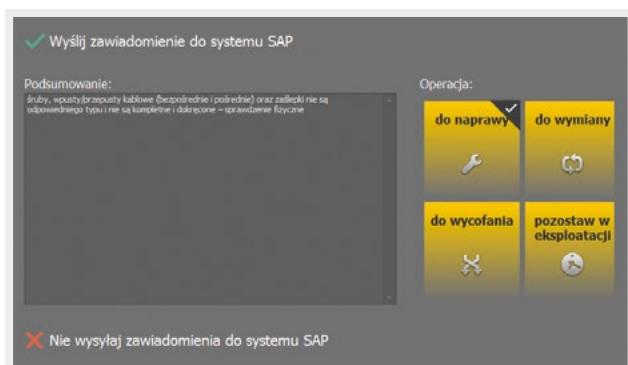 Wyślij zawiadomienie do systemu SAP
Podsumowanie:
śruby, wpusty/przepusty kablowe (bezpośrednie i pośrednie) oraz zaślepki nie są
odpowiedniego typu i nie są kompletne i dokręcone – sprawdzenie fizyczne
Operacja:
do naprawy
do wymiany
do wycofania
pozostaw w
eksploatacji
Nie wysyłaj zawiadomienia do systemu SAP